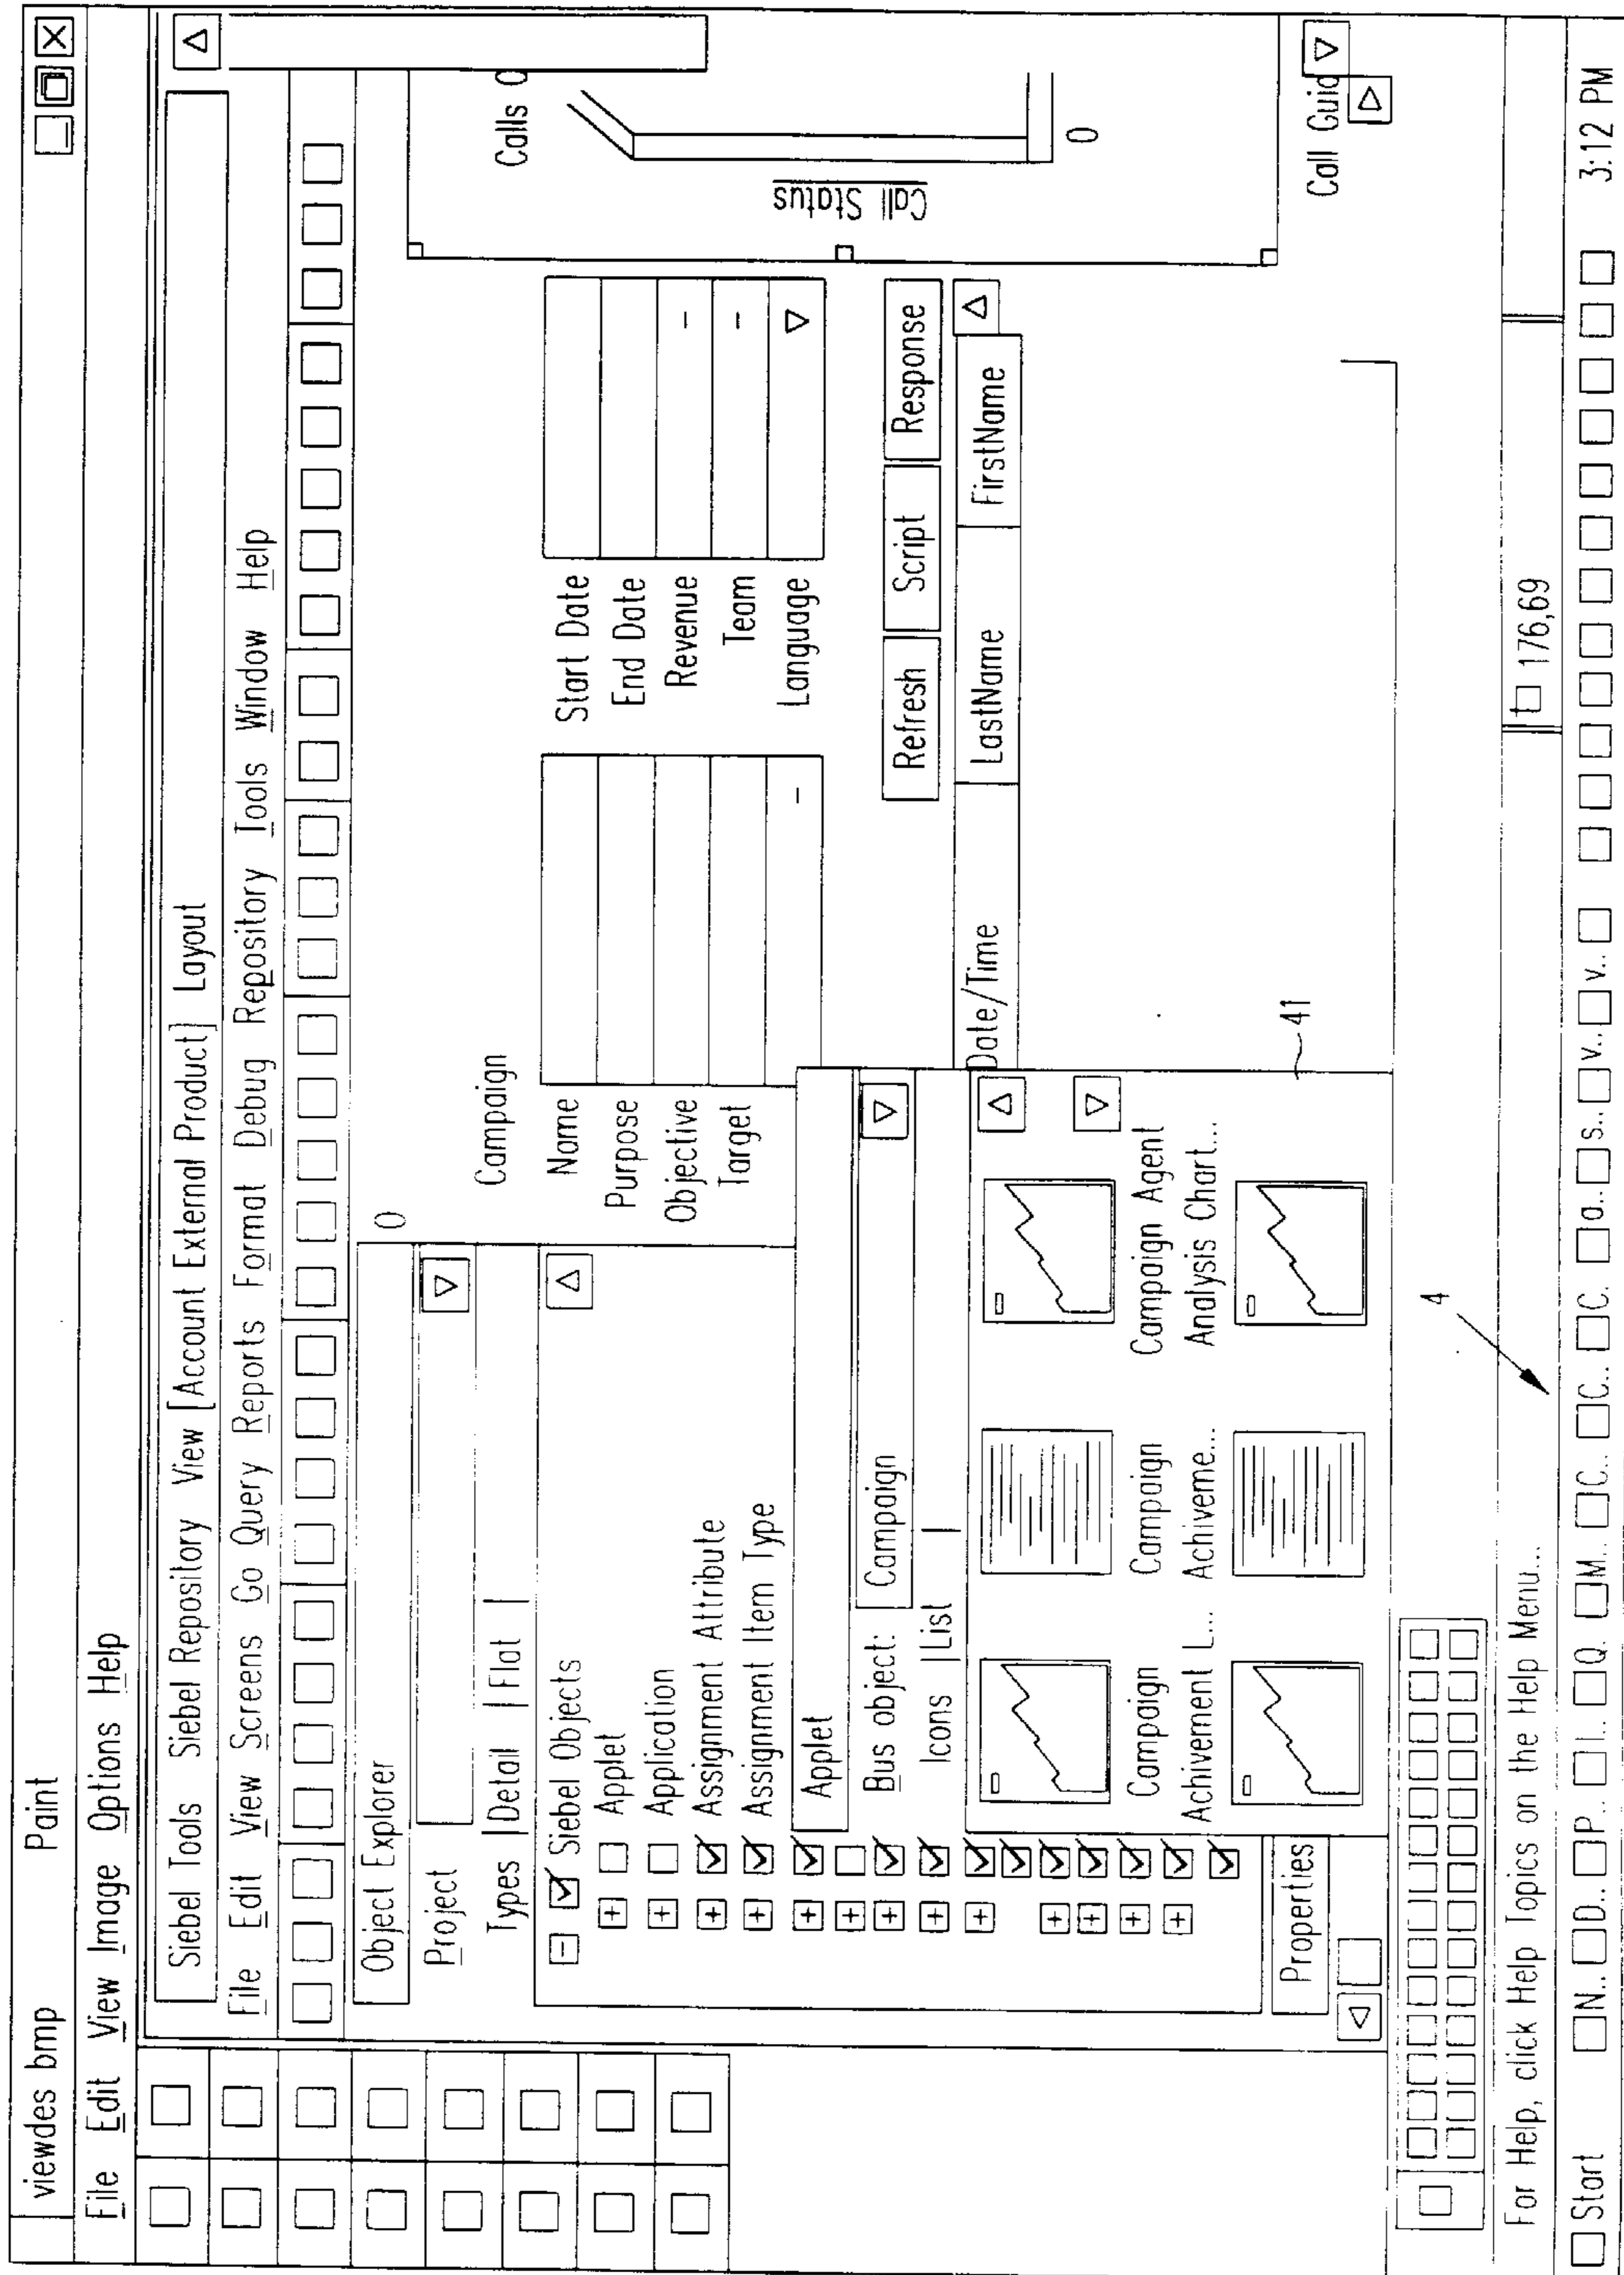 viewdes bmp Paint
File Edit View Image Options Help
Siebel Tools Siebel Repository View [Account External Product] Layout
File Edit View Screens Go Query Reports Format Debug Repository Tools Window Help
Object Explorer
0
Project
Types Detail Flat
Siebel Objects
Applet
Application
Assignment Attribute
Assignment Item Type
Applet
Bus object: Campaign
Icons List
Campaign
Achivement L...
Campaign
Achiveme...
Campaign Agent
Analysis Chart...
41
Properties
Campaign
Name
Purpose
Objective
Target
Start Date
End Date
Revenue
Team
Language
Refresh Script Response
Date/Time LastName FirstName
Calls 0
Call Status
0
Call Guid
4
For Help, click Help Topics on the Help Menu...
176,69
Start N.. D.. P.. I.. Q. M.. C.. C.. C. a.. s.. v.. v.. 3:12 PM